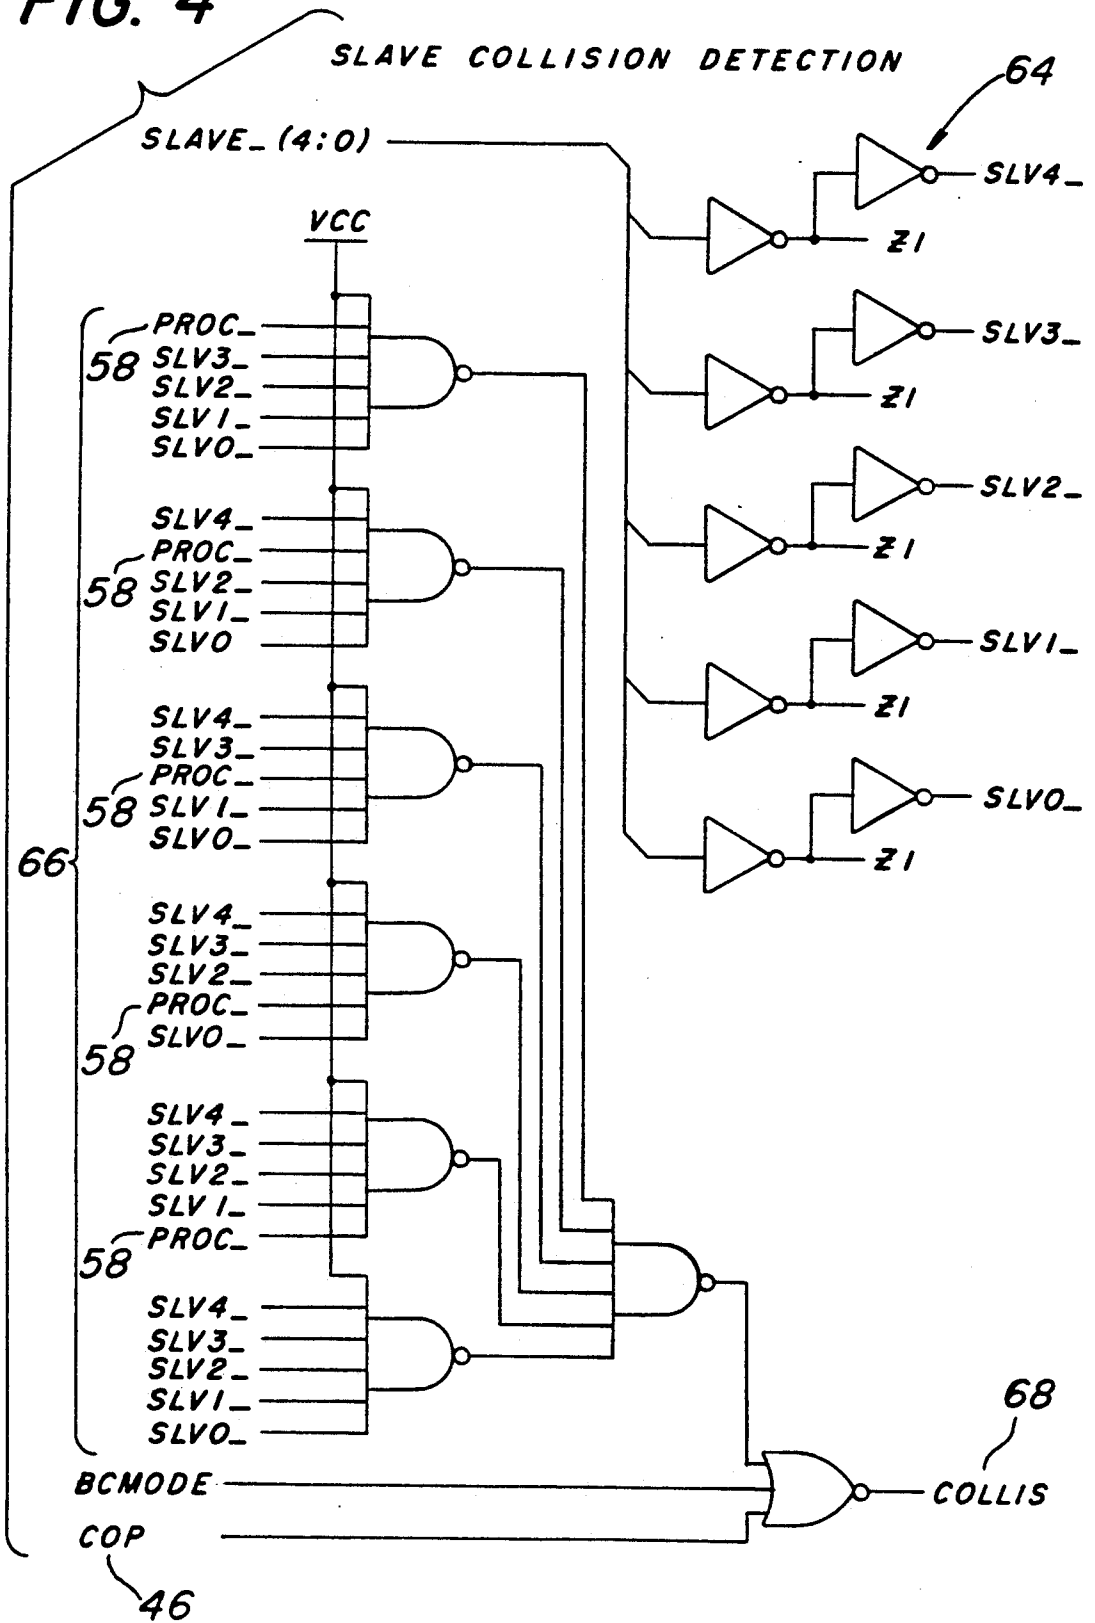 FIG. 4
SLAVE COLLISION DETECTION
64
SLAVE_ (4:0)
SLV4_
Z1
SLV3_
Z1
SLV2_
Z1
SLV1_
Z1
SLV0_
Z1
VCC
58 PROC_
SLV3_
SLV2_
SLV1_
SLV0_
SLV4_
58 PROC_
SLV2_
SLV1_
SLV0
SLV4_
SLV3_
58 PROC_
SLV1_
SLV0_
66
SLV4_
SLV3_
SLV2_
58 PROC_
SLV0_
SLV4_
SLV3_
SLV2_
SLV1_
58 PROC_
SLV4_
SLV3_
SLV2_
SLV1_
SLV0_
BCMODE
COP
46
68
COLLIS